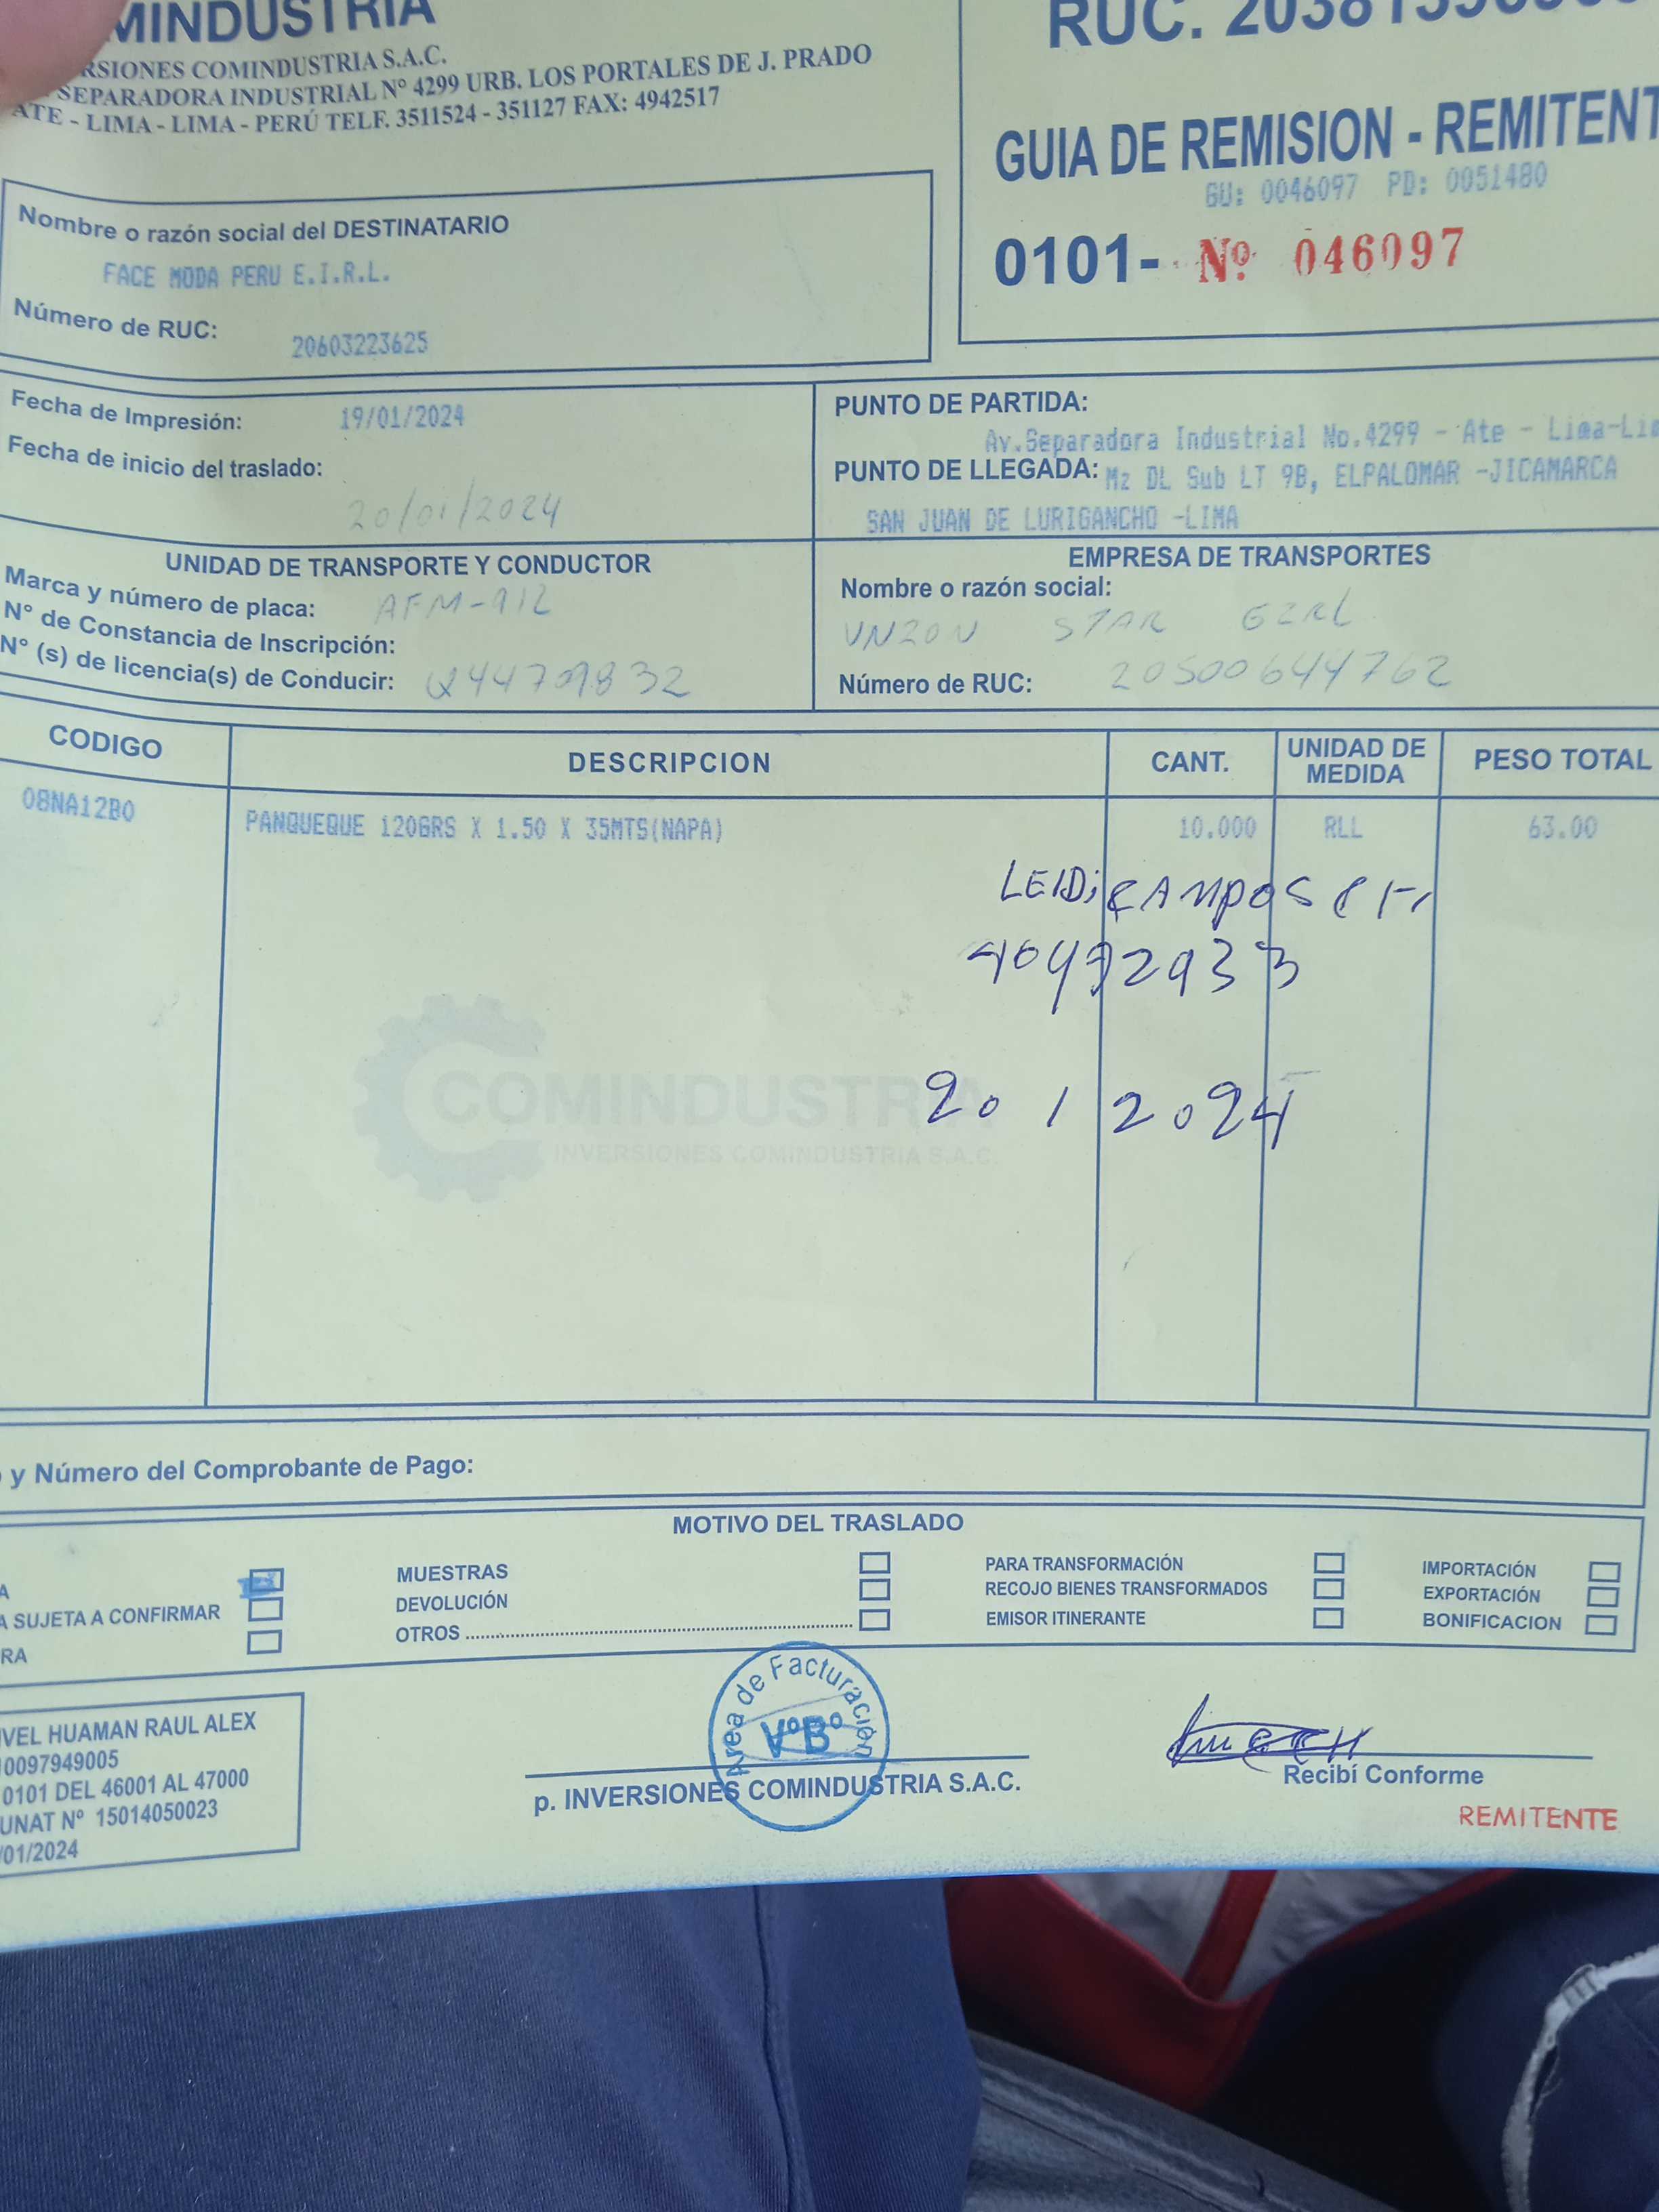 MINDUSTRIA
RSIONES COMINDUSTRIA S.A.C.
SEPARADORA INDUSTRIAL Nº 4299 URB. LOS PORTALES DE J. PRADO
ATE - LIMA - LIMA - PERÚ TELF. 3511524 - 351127 FAX: 4942517
RUC.
GUIA DE REMISION - REMITENT
GU: 0046097 PD: 0051480
0101- Nº 046097
Nombre o razón social del DESTINATARIO
FACE MODA PERU E.I.R.L.
Número de RUC: 20603223625
Fecha de Impresión: 19/01/2024
Fecha de inicio del traslado:
20/01/2024
PUNTO DE PARTIDA:
Av.Separadora Industrial No.4299 - Ate - Lima-Li
PUNTO DE LLEGADA: Mz DL Sub LT 9B, ELPALOMAR -JICAMARCA
SAN JUAN DE LURIGANCHO -LIMA
UNIDAD DE TRANSPORTE Y CONDUCTOR
Marca y número de placa: AFM-912
N° de Constancia de Inscripción:
N° (s) de licencia(s) de Conducir: Q44709832
EMPRESA DE TRANSPORTES
Nombre o razón social:
STAR
Número de RUC: 20500644762
CODIGO DESCRIPCION CANT. UNIDAD DE MEDIDA PESO TOTAL
08NA12B0 PANQUEQUE 120GRS X 1.50 X 35MTS(NAPA) 10.000 RLL 63.00
LEIDi CAMPOS
40472933
20 1 2024
COMINDUSTRIA
INVERSIONES COMINDUSTRIA S.A.C.
y Número del Comprobante de Pago:
MOTIVO DEL TRASLADO
A
A SUJETA A CONFIRMAR
RA
MUESTRAS
DEVOLUCIÓN
OTROS
PARA TRANSFORMACIÓN
RECOJO BIENES TRANSFORMADOS
EMISOR ITINERANTE
IMPORTACIÓN
EXPORTACIÓN
BONIFICACION
VEL HUAMAN RAUL ALEX
0097949005
0101 DEL 46001 AL 47000
UNAT Nº 15014050023
/01/2024
Area de Facturación
VºBº
p. INVERSIONES COMINDUSTRIA S.A.C.
Recibí Conforme
REMITENTE